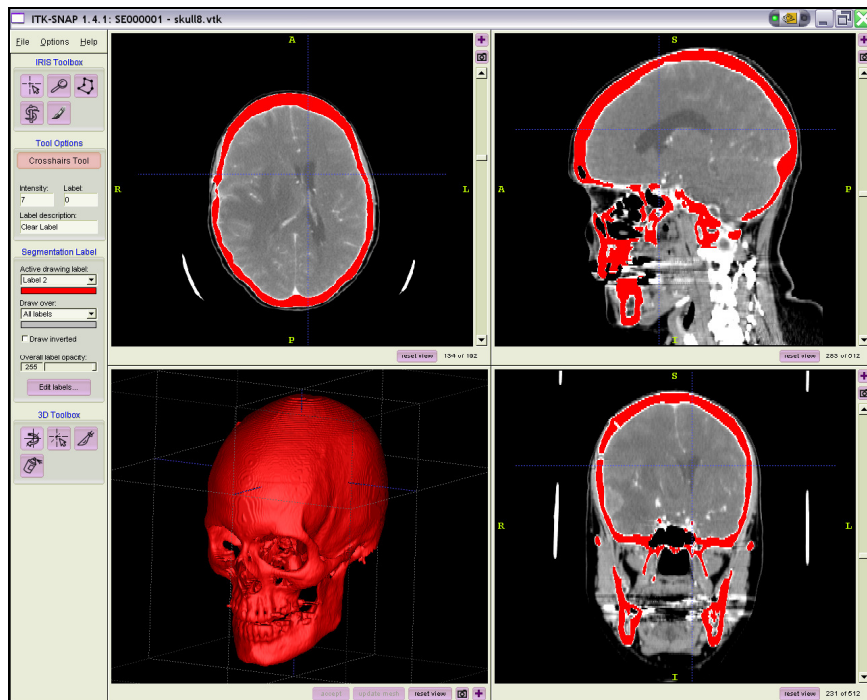 ITK-SNAP 1.4.1: SE000001 - skull8.vtk
File Options Help
IRIS Toolbox
Tool Options
Crosshairs Tool
Intensity: Label:
7 0
Label description:
Clear Label
Segmentation Label
Active drawing label:
Label 2
Draw over:
All labels
Draw inverted
Overall label opacity:
255
Edit labels...
3D Toolbox
A
R
L
P
reset view 134 of 192
S
A
P
I
reset view 263 of 512
accept update mesh reset view
S
R
L
I
reset view 231 of 512